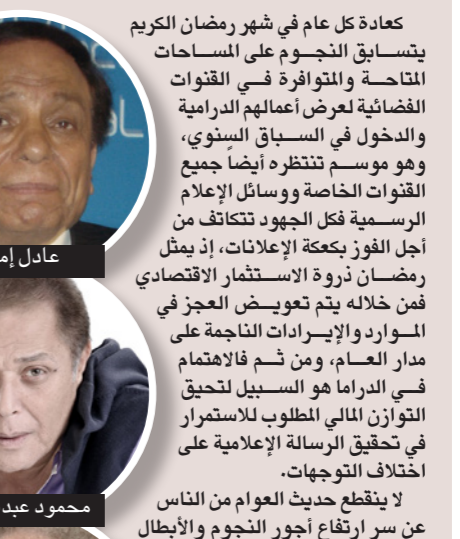 كعادة كل عام في شهر رمضان الكريم
يتسابق النجوم على المساحات
المتاحة والمتوافرة في القنوات
الفضائية لعرض أعمالهم الدرامية
والدخول في السباق السنوي،
وهو موسم تنتظره أيضاً جميع
القنوات الخاصة ووسائل الإعلام
الرسمية فكل الجهود تتكاتف من
أجل الفوز بكعكة الإعلانات، إذ يمثل
رمضان ذروة الاستثمار الاقتصادي
فمن خلاله يتم تعويض العجز في
الموارد والإيرادات الناجمة على
مدار العام، ومن ثم فالاهتمام
في الدراما هو السبيل لتحيق
التوازن المالي المطلوب للاستمرار
في تحقيق الرسالة الإعلامية على
اختلاف التوجهات.
لا ينقطع حديث العوام من الناس
عن سر ارتفاع أجور النجوم والأبطال
عادل إم
محمود عبد